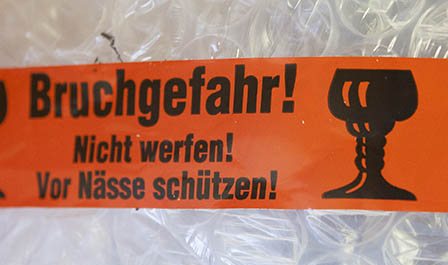 Bruchgefahr!
Nicht werfen!
Vor Nässe schützen!